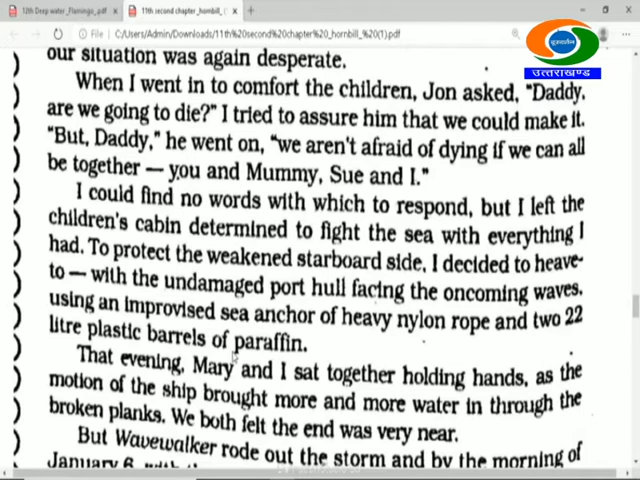 12th Deep water _Flamingo_.pdf
11th second chapter _hornbill_ (1).pdf
File
C:/Users/Admin/Downloads/11th%20second%20chapter_hornbill_%20(1).pdf
दूरदर्शन
उत्तराखण्ड
our situation was again desperate.
When I went in to comfort the children, Jon asked, "Daddy,
are we going to die?" I tried to assure him that we could make it.
"But, Daddy," he went on, "we aren't afraid of dying if we can all
be together — you and Mummy, Sue and I."
I could find no words with which to respond, but I left the
children's cabin determined to fight the sea with everything I
had. To protect the weakened starboard side, I decided to heave-
to — with the undamaged port hull facing the oncoming waves,
using an improvised sea anchor of heavy nylon rope and two 22
litre plastic barrels of paraffin.
That evening, Mary and I sat together holding hands, as the
motion of the ship brought more and more water in through the
broken planks. We both felt the end was very near.
But Wavewalker rode out the storm and by the morning of
January 6, with the